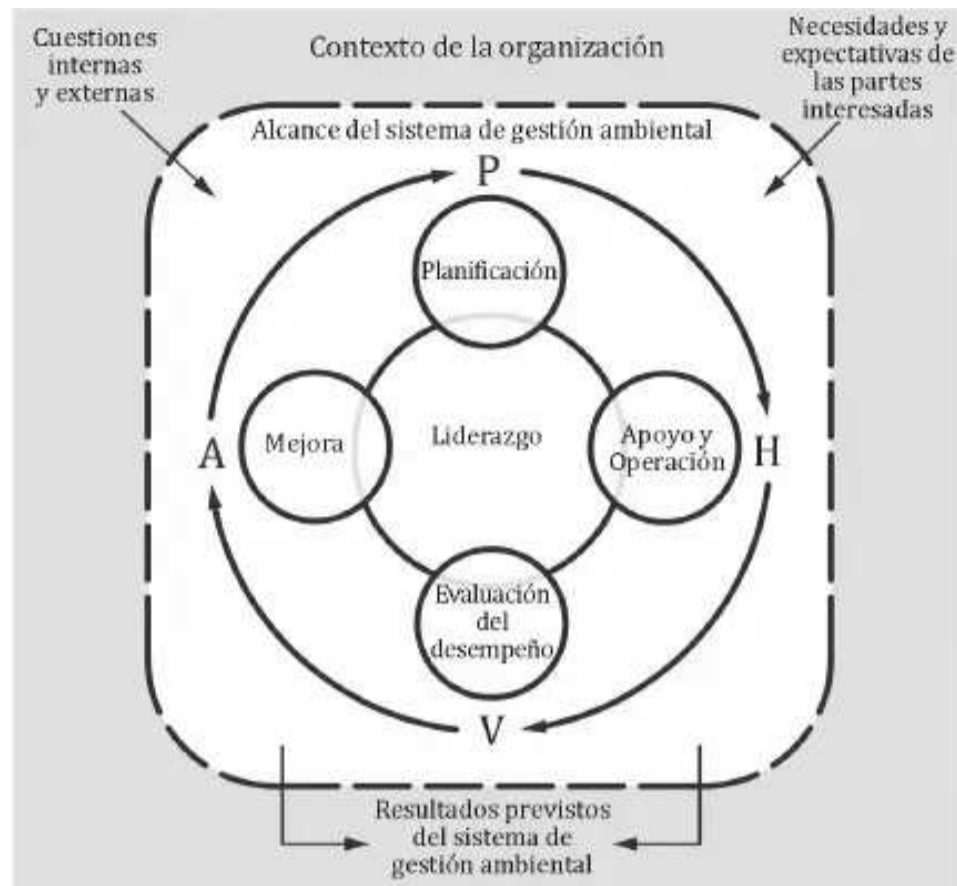 Cuestiones
internas
y externas
Contexto de la organización
Necesidades y
expectativas de
las partes
interesadas
Alcance del sistema de gestión ambiental
P
Planificación
A
Mejora
Liderazgo
Apoyo y
Operación
H
Evaluación
del
desempeño
V
Resultados previstos
del sistema de
gestión ambiental